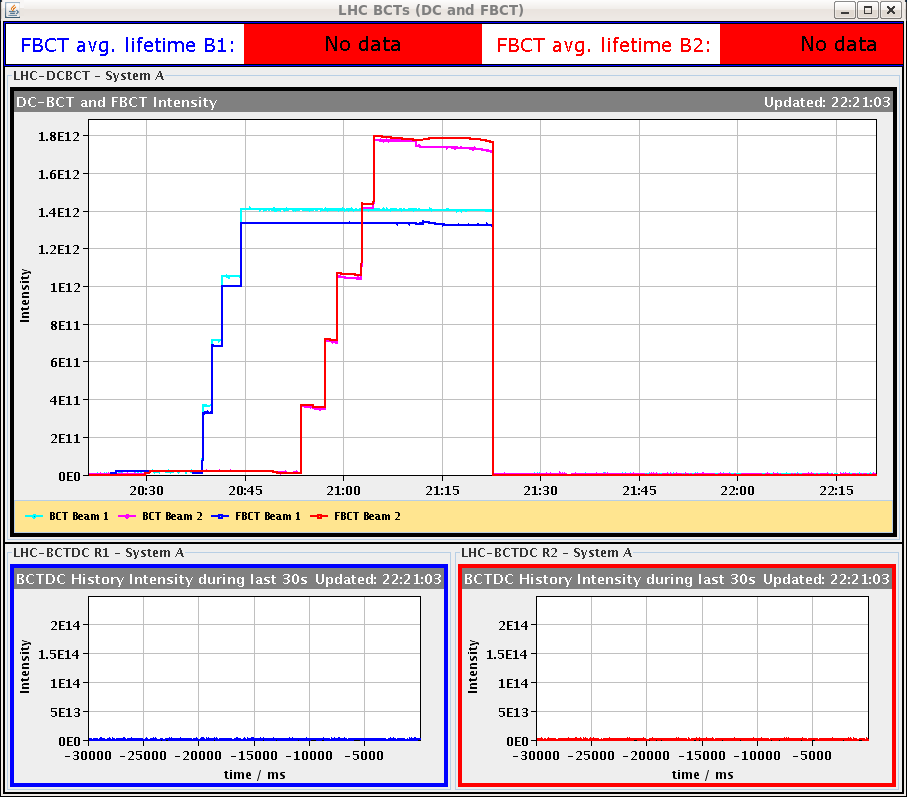 LHC BCTs (DC and FBCT)
FBCT avg. lifetime B1: No data FBCT avg. lifetime B2: No data
LHC-DCBCT - System A
DC-BCT and FBCT Intensity Updated: 22:21:03
1.8E12
1.6E12
1.4E12
1.2E12
1E12
8E11
6E11
4E11
2E11
0E0
Intensity
20:30 20:45 21:00 21:15 21:30 21:45 22:00 22:15
BCT Beam 1 BCT Beam 2 FBCT Beam 1 FBCT Beam 2
LHC-BCTDC R1 - System A
BCTDC History Intensity during last 30s Updated: 22:21:03
2E14
1.5E14
1E14
5E13
0E0
Intensity
-30000 -25000 -20000 -15000 -10000 -5000
time / ms
LHC-BCTDC R2 - System A
BCTDC History Intensity during last 30s Updated: 22:21:03
2E14
1.5E14
1E14
5E13
0E0
Intensity
-30000 -25000 -20000 -15000 -10000 -5000
time / ms